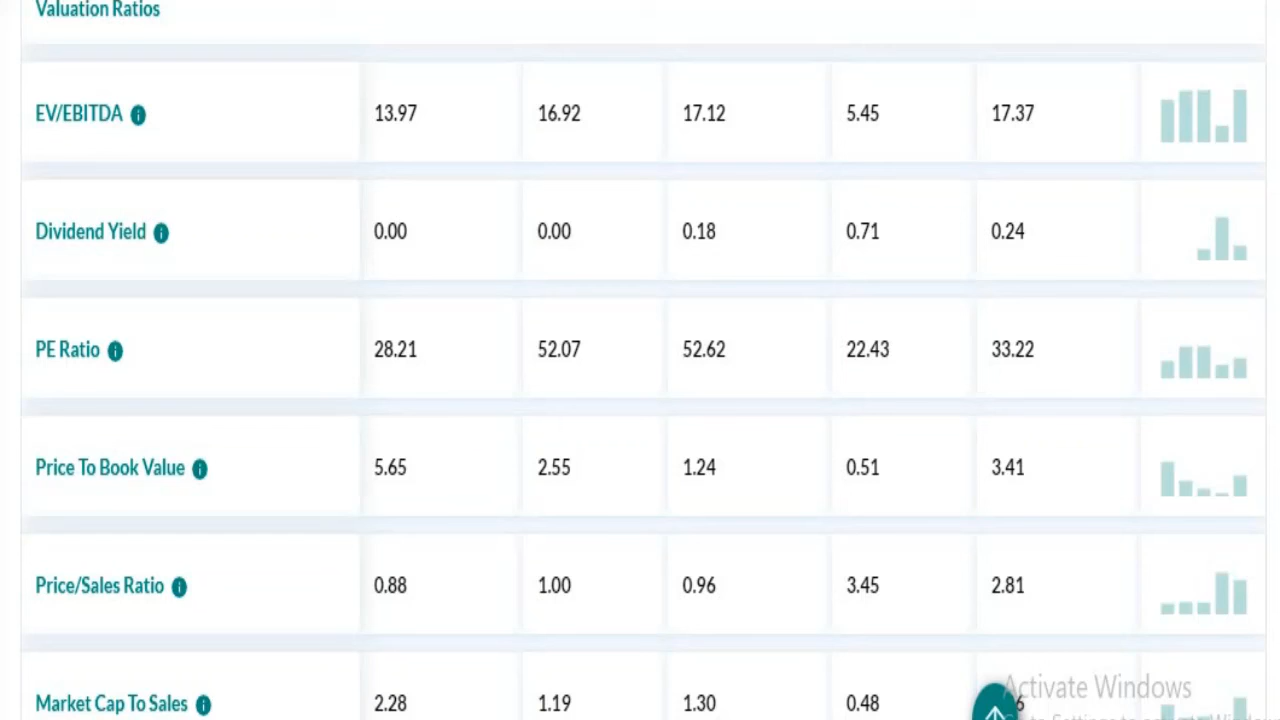 Valuation Ratios
EV/EBITDA 13.97 16.92 17.12 5.45 17.37
Dividend Yield 0.00 0.00 0.18 0.71 0.24
PE Ratio 28.21 52.07 52.62 22.43 33.22
Price To Book Value 5.65 2.55 1.24 0.51 3.41
Price/Sales Ratio 0.88 1.00 0.96 3.45 2.81
Market Cap To Sales 2.28 1.19 1.30 0.48
Activate Windows